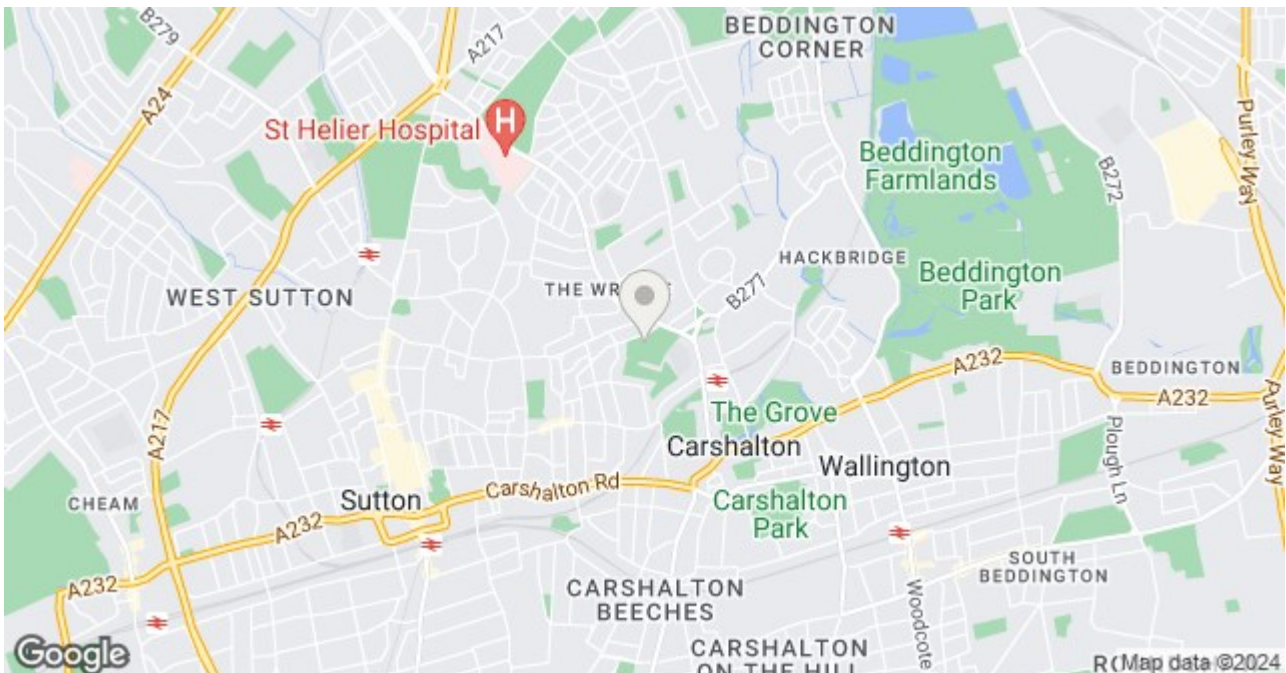 BEDDINGTON
CORNER
B279
A217
A24
St Helier Hospital
H
Purley Way
Beddington
Farmlands
B272
HACKBRIDGE
B277
THE
WEST SUTTON
Beddington
Park
A232
BEDDINGTON
A232
A217
The Grove
Carshalton
Wallington
Plough Ln
Way
CHEAM
Sutton
Carshalton Rd
Carshalton
Park
A232
A232
SOUTH
BEDDINGTON
CARSHALTON
BEECHES
Woodcote
CARSHALTON
ON THE HILL
Google
Map data ©2024